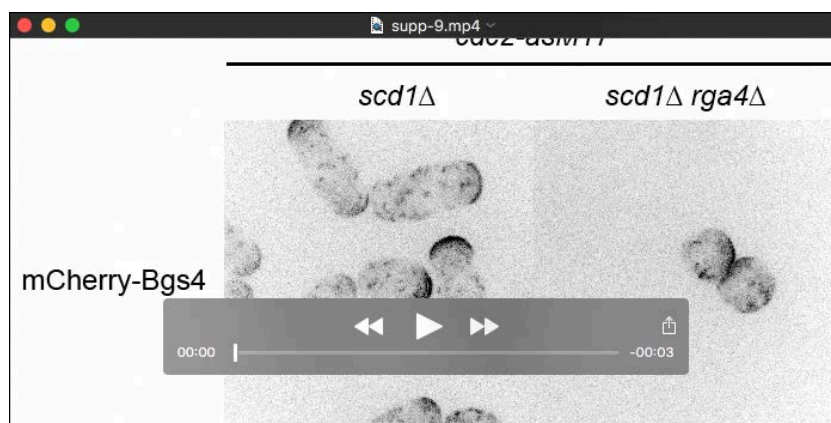 supp-9.mp4
scd1Δ scd1Δ rga4Δ
mCherry-Bgs4
00:00 -00:03